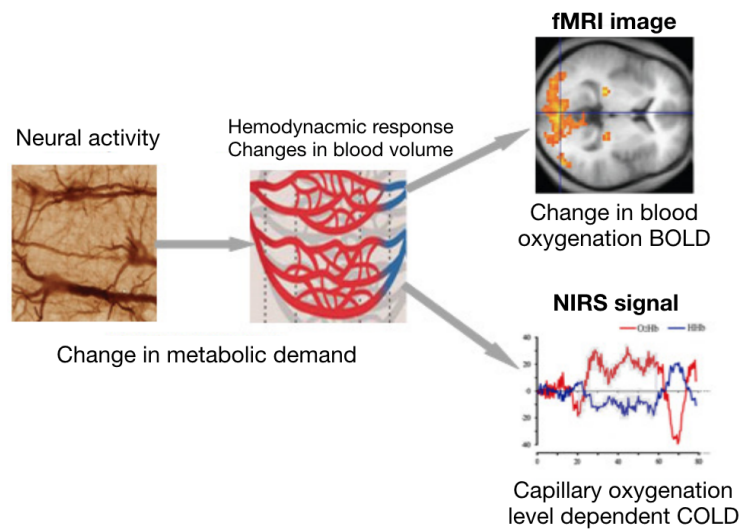 fMRI image
Neural activity
Hemodynacmic response
Changes in blood volume
Change in blood
oxygenation BOLD
Change in metabolic demand
NIRS signal
O2Hb HHb
40
20
0
-20
-40
0 20 40 60 80
Capillary oxygenation
level dependent COLD